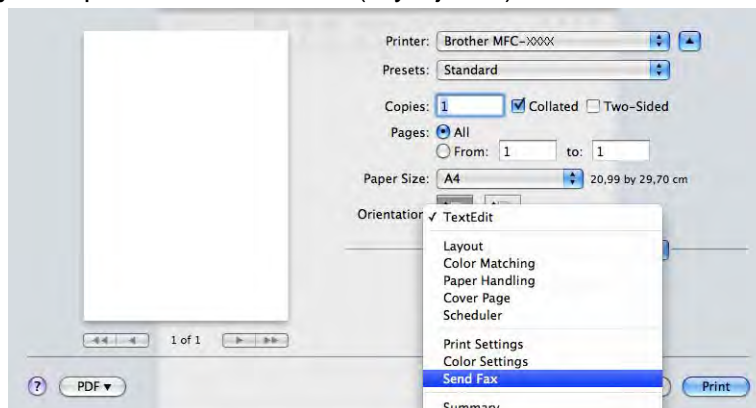 Printer: Brother MFC-XXXX
Presets: Standard
Copies: 1 Collated Two-Sided
Pages: All
From: 1 to: 1
Paper Size: A4 20,99 by 29,70 cm
Orientation
✓ TextEdit
Layout
Color Matching
Paper Handling
Cover Page
Scheduler
1 of 1
Print Settings
Color Settings
? PDF ▾ Send Fax Print
Summary